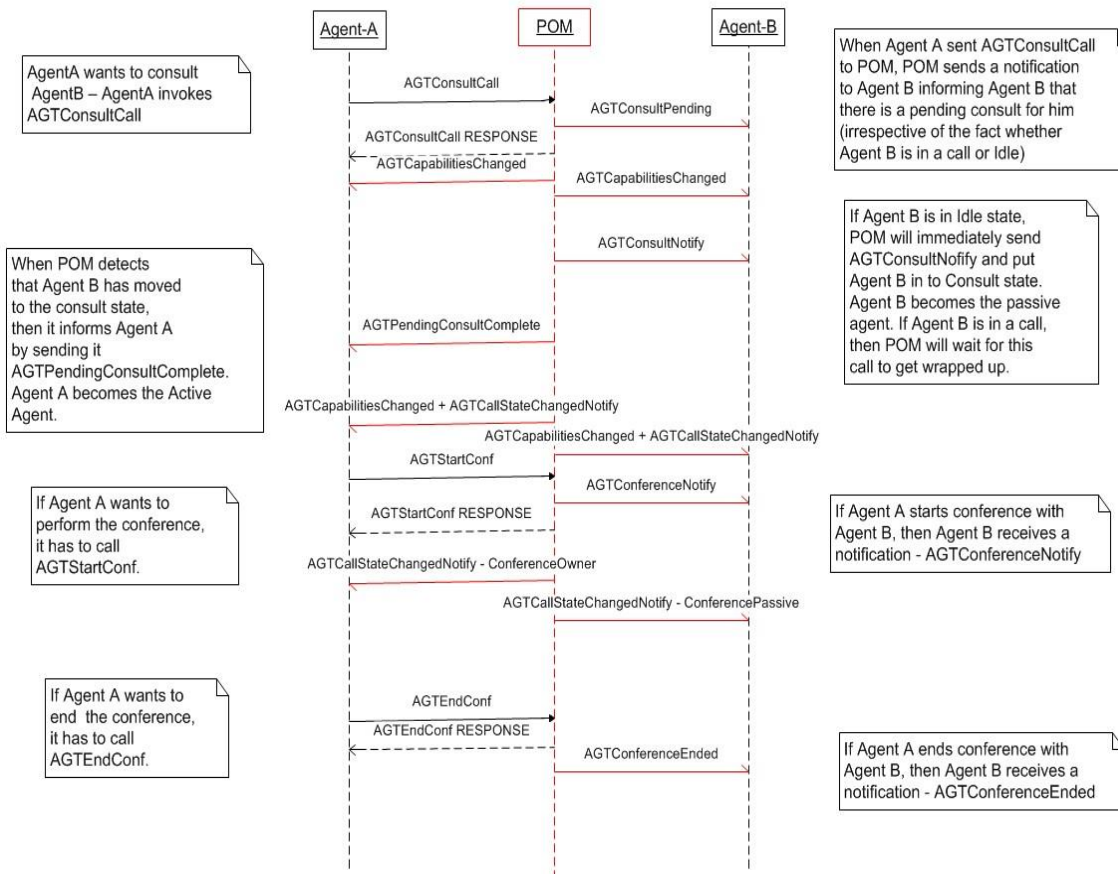 Agent-A
POM
Agent-B
AgentA wants to consult
AgentB – AgentA invokes
AGTConsultCall
When Agent A sent AGTConsultCall
to POM, POM sends a notification
to Agent B informing Agent B that
there is a pending consult for him
(irrespective of the fact whether
Agent B is in a call or Idle)
AGTConsultCall
AGTConsultPending
AGTConsultCall RESPONSE
AGTCapabilitiesChanged
AGTCapabilitiesChanged
If Agent B is in Idle state,
POM will immediately send
AGTConsultNofify and put
Agent B in to Consult state.
Agent B becomes the passive
agent. If Agent B is in a call,
then POM will wait for this
call to get wrapped up.
AGTConsultNotify
When POM detects
that Agent B has moved
to the consult state,
then it informs Agent A
by sending it
AGTPendingConsultComplete.
Agent A becomes the Active
Agent.
AGTPendingConsultComplete
AGTCapabilitiesChanged + AGTCallStateChangedNotify
AGTCapabilitiesChanged + AGTCallStateChangedNotify
AGTStartConf
AGTConferenceNotify
If Agent A wants to
perform the conference,
it has to call
AGTStartConf.
If Agent A starts conference with
Agent B, then Agent B receives a
notification - AGTConferenceNotify
AGTStartConf RESPONSE
AGTCallStateChangedNotify - ConferenceOwner
AGTCallStateChangedNotify - ConferencePassive
If Agent A wants to
end the conference,
it has to call
AGTEndConf.
AGTEndConf
AGTEndConf RESPONSE
AGTConferenceEnded
If Agent A ends conference with
Agent B, then Agent B receives a
notification - AGTConferenceEnded